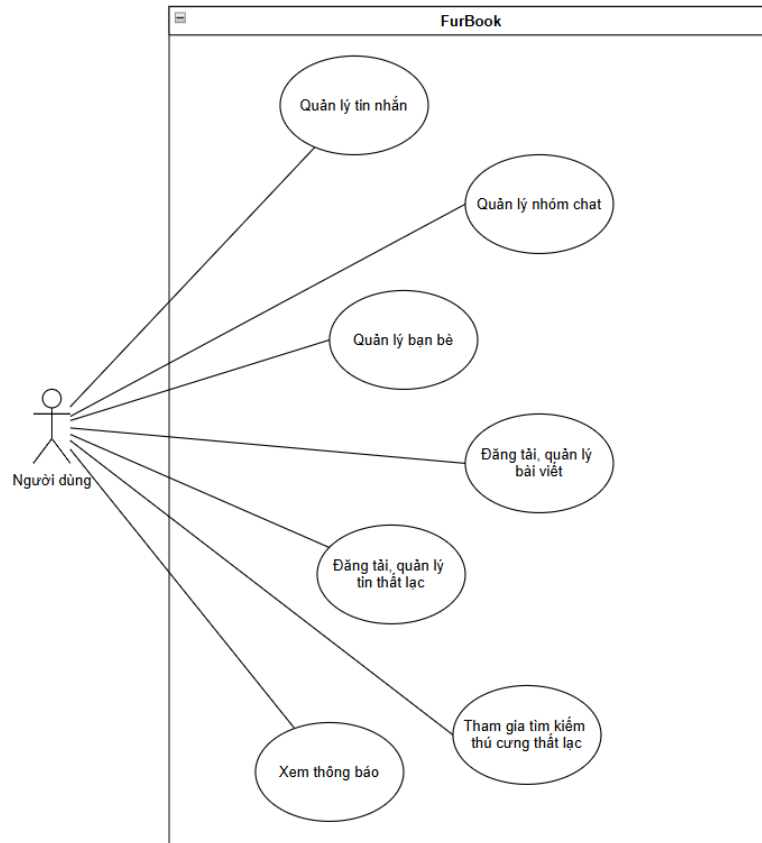 FurBook
Quản lý tin nhắn
Quản lý nhóm chat
Quản lý bạn bè
Người dùng
Đăng tải, quản lý
bài viết
Đăng tải, quản lý
tin thất lạc
Tham gia tìm kiếm
thú cưng thất lạc
Xem thông báo